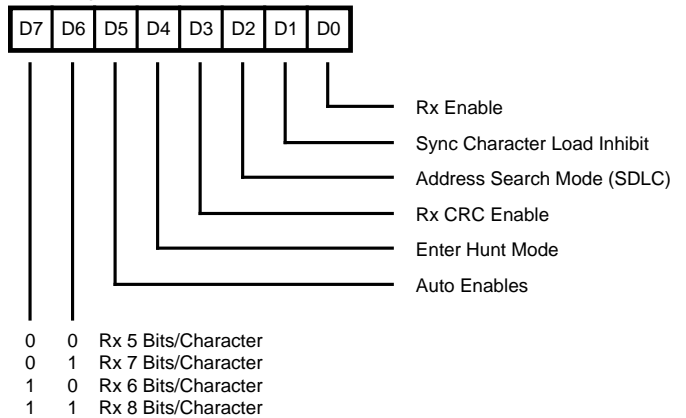 D7 D6 D5 D4 D3 D2 D1 D0
Rx Enable
Sync Character Load Inhibit
Address Search Mode (SDLC)
Rx CRC Enable
Enter Hunt Mode
Auto Enables
0 0 Rx 5 Bits/Character
0 1 Rx 7 Bits/Character
1 0 Rx 6 Bits/Character
1 1 Rx 8 Bits/Character